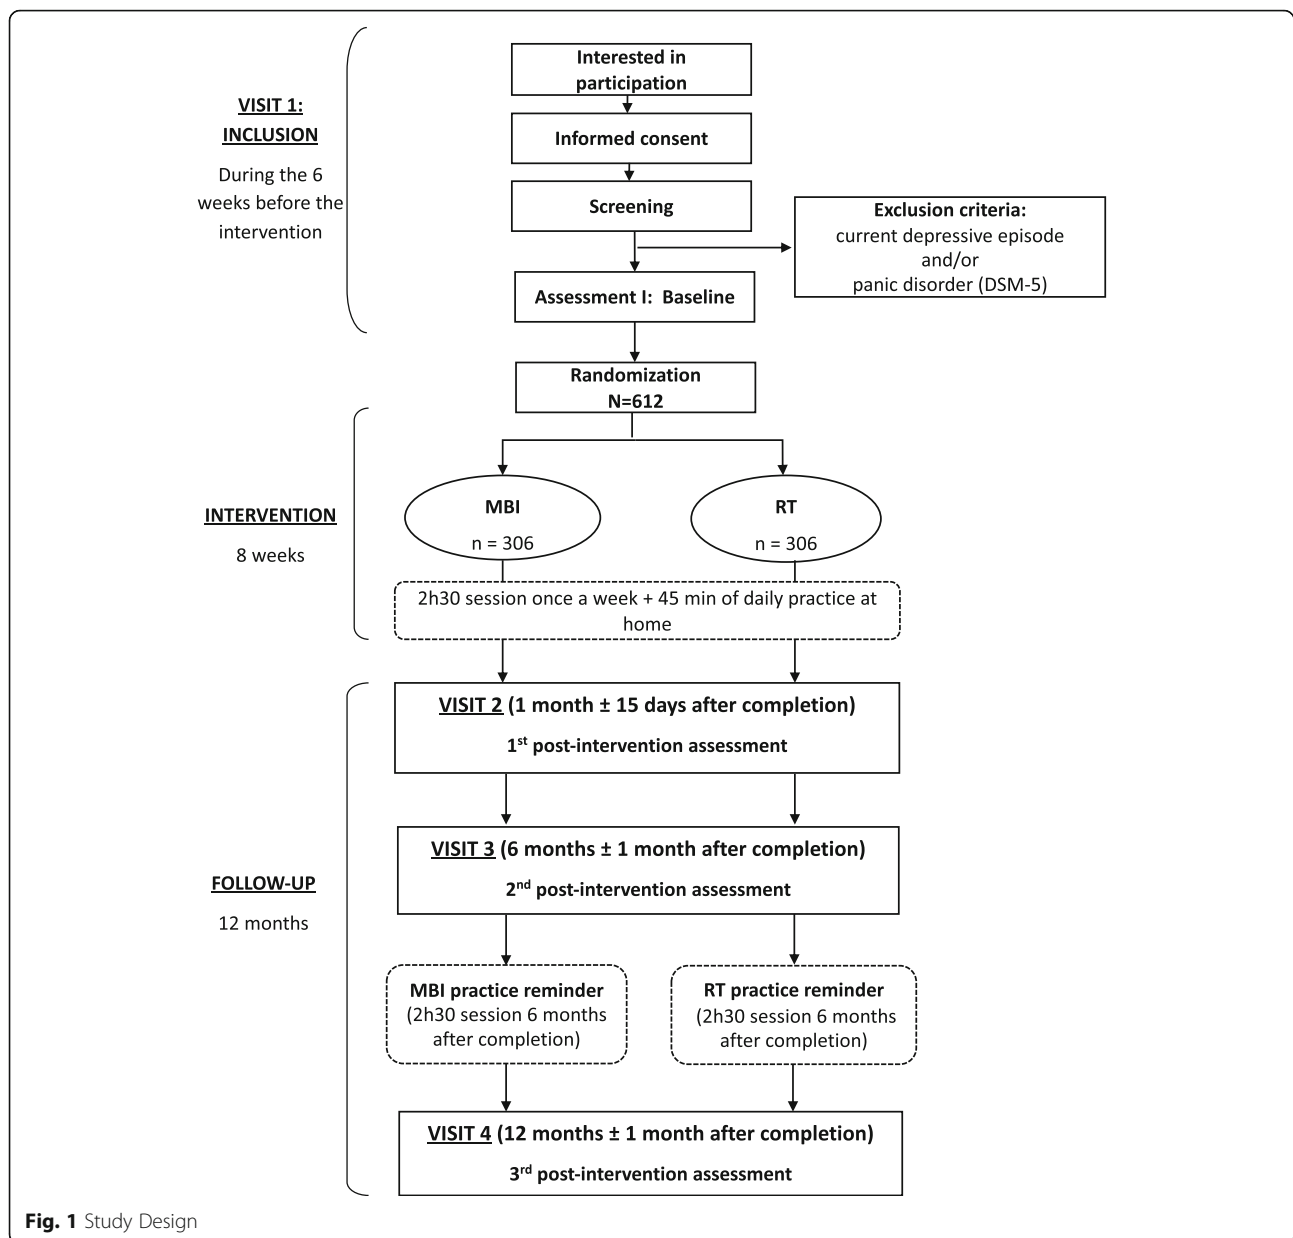 VISIT 1:
INCLUSION
During the 6
weeks before the
intervention
Interested in
participation
Informed consent
Screening
Exclusion criteria:
current depressive episode
and/or
panic disorder (DSM-5)
Assessment I: Baseline
Randomization
N=612
INTERVENTION
8 weeks
MBI
n = 306
RT
n = 306
2h30 session once a week + 45 min of daily practice at
home
FOLLOW-UP
12 months
VISIT 2 (1 month ± 15 days after completion)
1st post-intervention assessment
VISIT 3 (6 months ± 1 month after completion)
2nd post-intervention assessment
MBI practice reminder
(2h30 session 6 months
after completion)
RT practice reminder
(2h30 session 6 months
after completion)
VISIT 4 (12 months ± 1 month after completion)
3rd post-intervention assessment
Fig. 1 Study Design